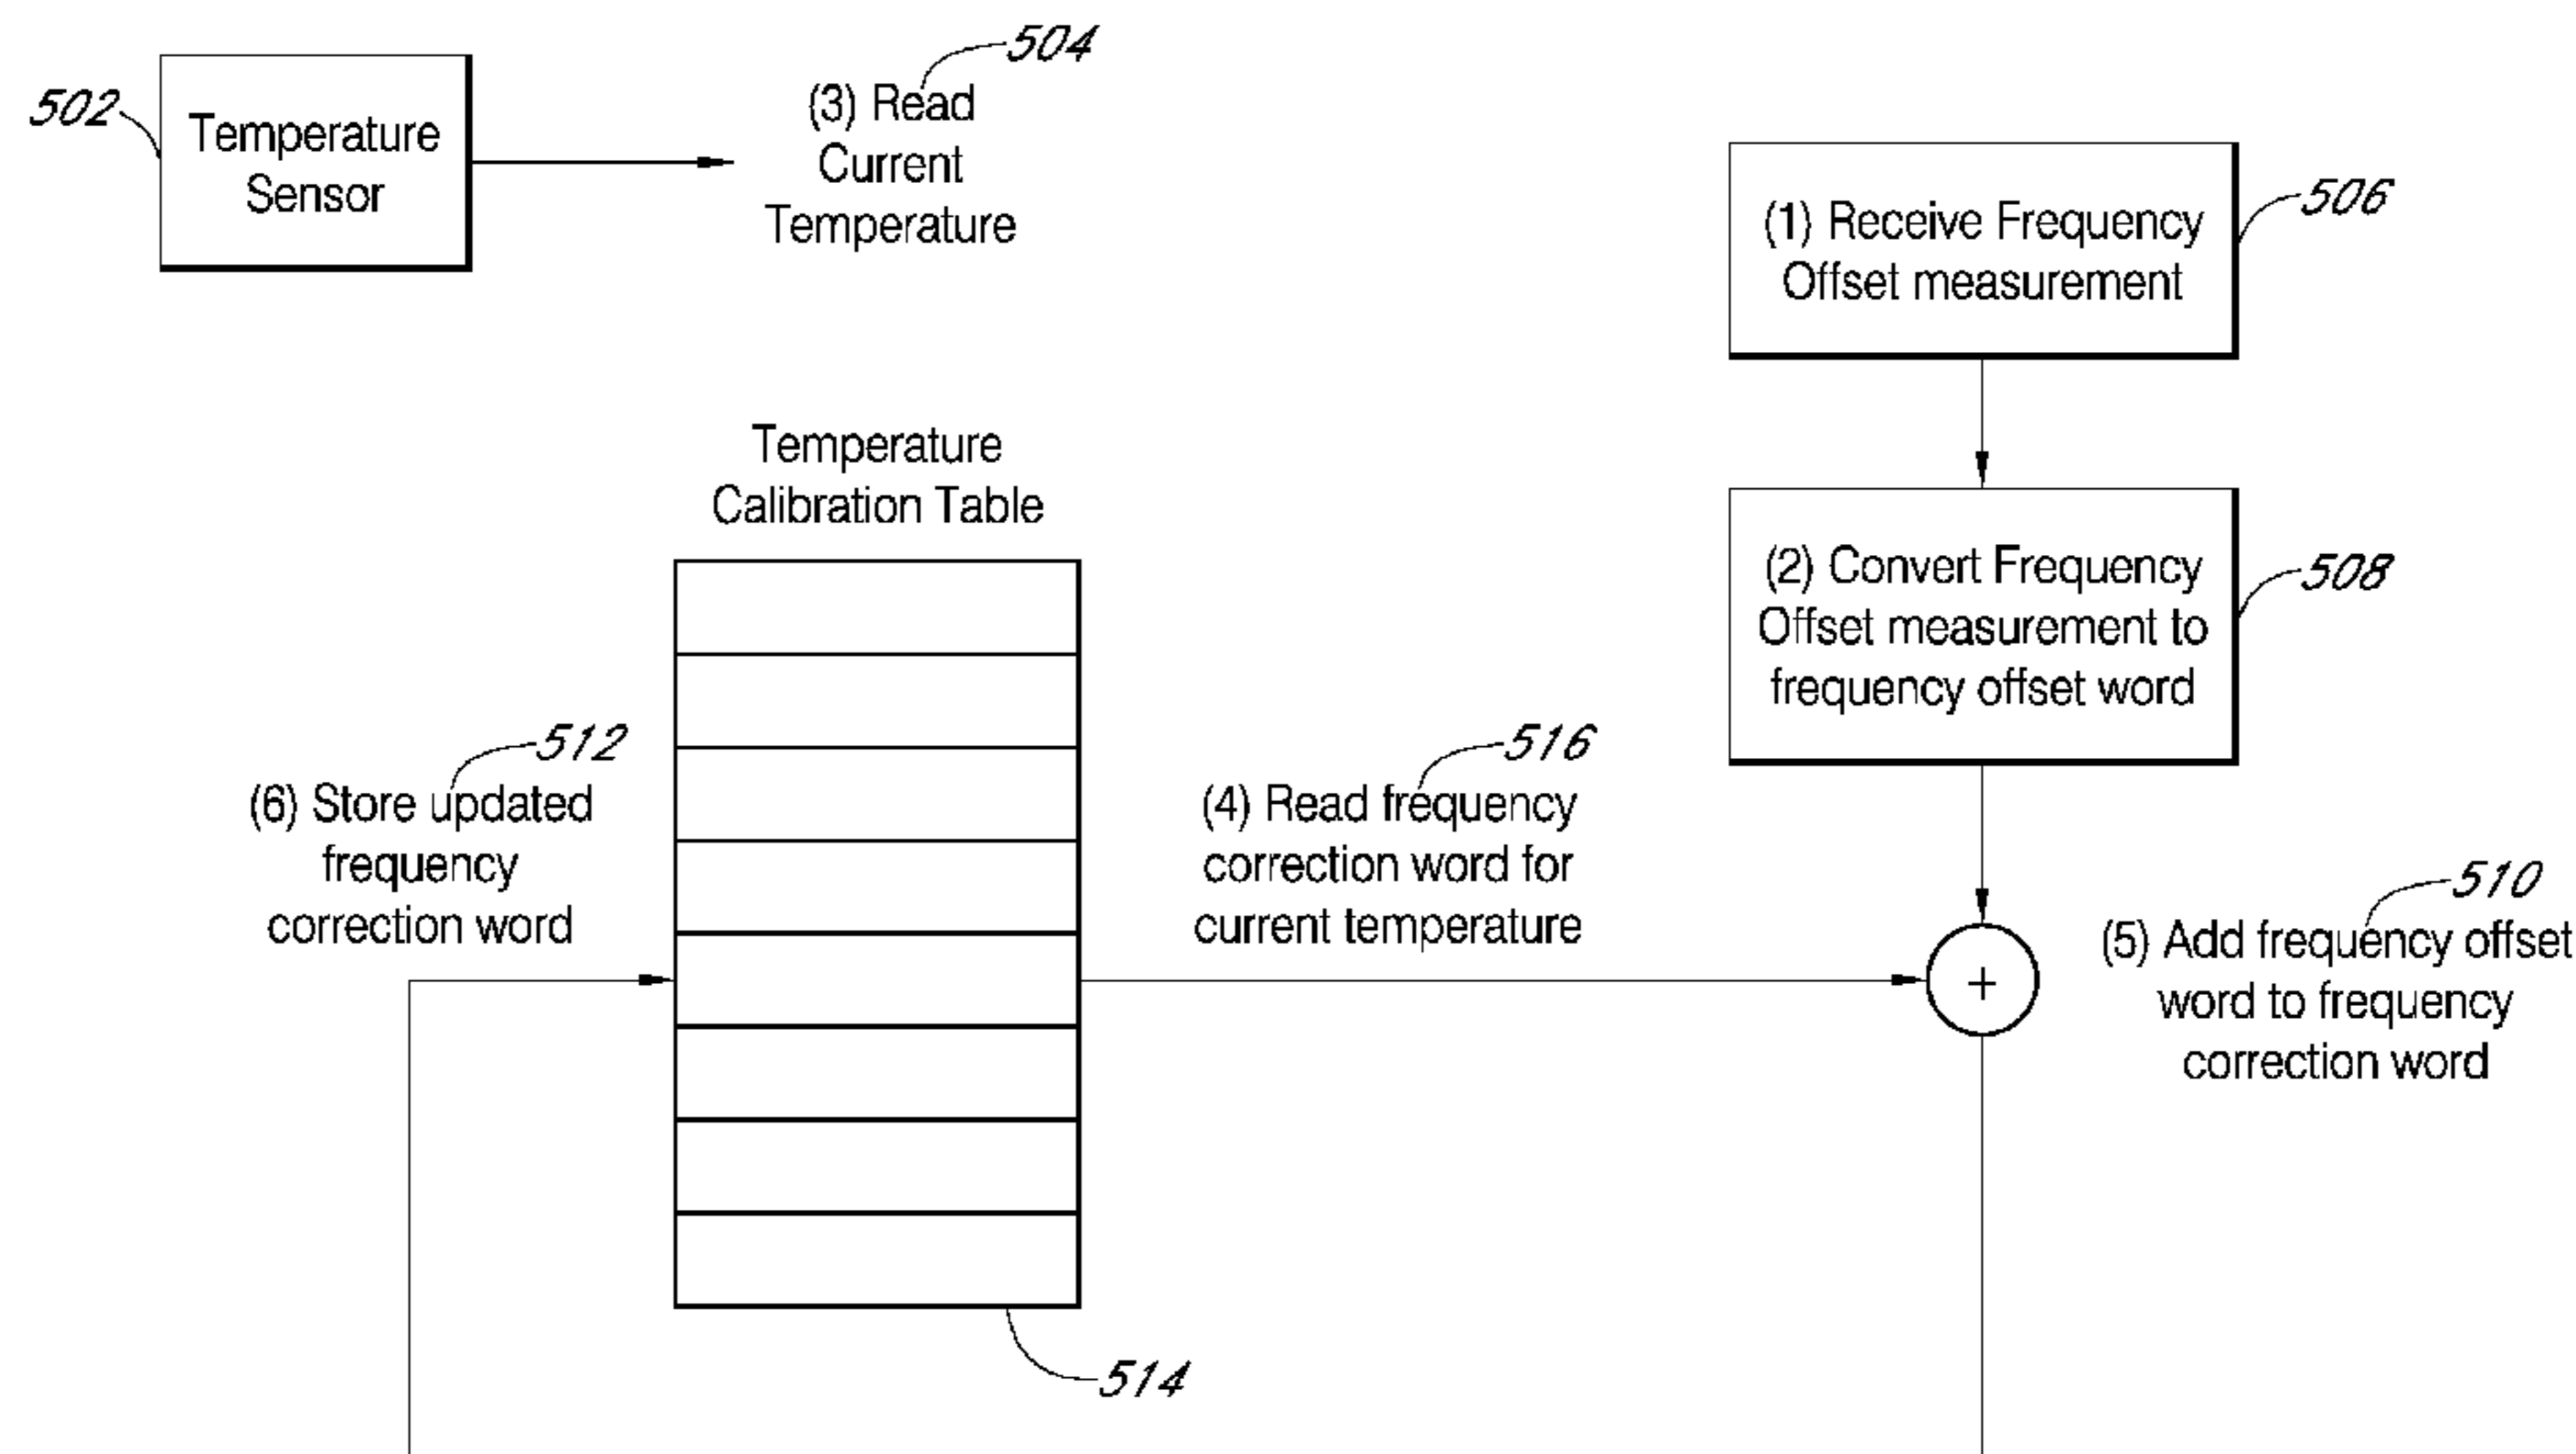 504
502
Temperature
Sensor
(3) Read
Current
Temperature
(1) Receive Frequency
Offset measurement
506
Temperature
Calibration Table
(2) Convert Frequency
Offset measurement to
frequency offset word
508
512
(6) Store updated
frequency
correction word
516
(4) Read frequency
correction word for
current temperature
510
(5) Add frequency offset
word to frequency
correction word
+
514